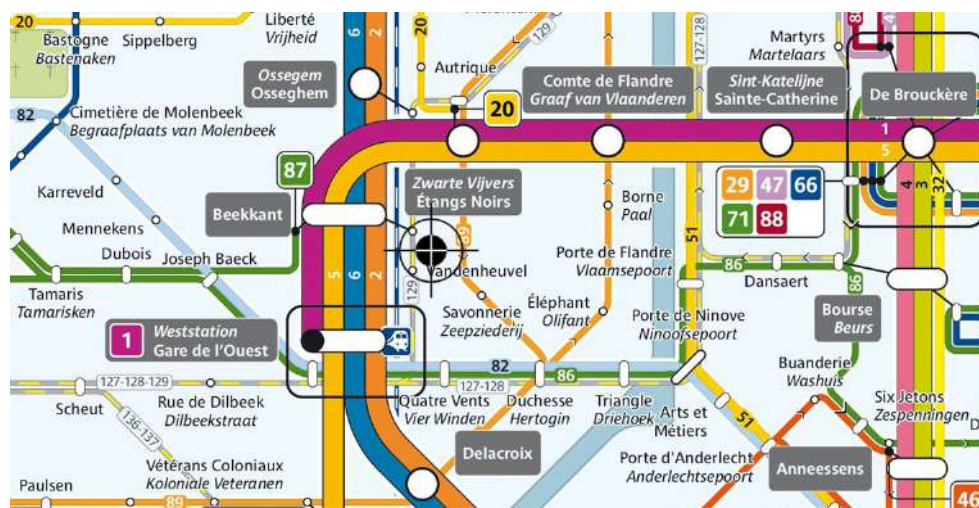 20
Bastogne
Bastenaken
Sippelberg
Liberté
Vrijheid
6
2
20
129
127-128
Martyrs
Martelaars
Autrique
Ossegem
Osseghem
Comte de Flandre
Graaf van Vlaanderen
Sint-Katelijne
Sainte-Catherine
De Brouckère
20
82
Cimetière de Molenbeek
Begraafplaats van Molenbeek
1
5
87
Karreveld
Zwarte Vijvers
Étangs Noirs
Beekkant
Borne
Paal
29
47
66
71
88
4
3
32
Mennekens
89
51
Dubois
Joseph Baeck
Vandenheuvel
Porte de Flandre
Vlaamsepoort
86
Dansaert
86
Tamaris
Tamarisken
5
6
2
129
Savonnerie
Zeepziederij
Éléphant
Olifant
Porte de Ninove
Ninoofsepoort
Bourse
Beurs
1
Weststation
Gare de l'Ouest
Buanderie
Washuis
82
86
127-128-129
127-128
Scheut
Rue de Dilbeek
Dilbeekstraat
Quatre Vents
Vier Winden
Duchesse
Hertogin
Triangle
Driehoek
Arts et
Métiers
51
Six Jetons
Zespenningen
D
136-137
Delacroix
Porte d'Anderlecht
Anderlechtsepoort
Anneessens
Vétérans Coloniaux
Koloniale Veteranen
Paulsen
89
46